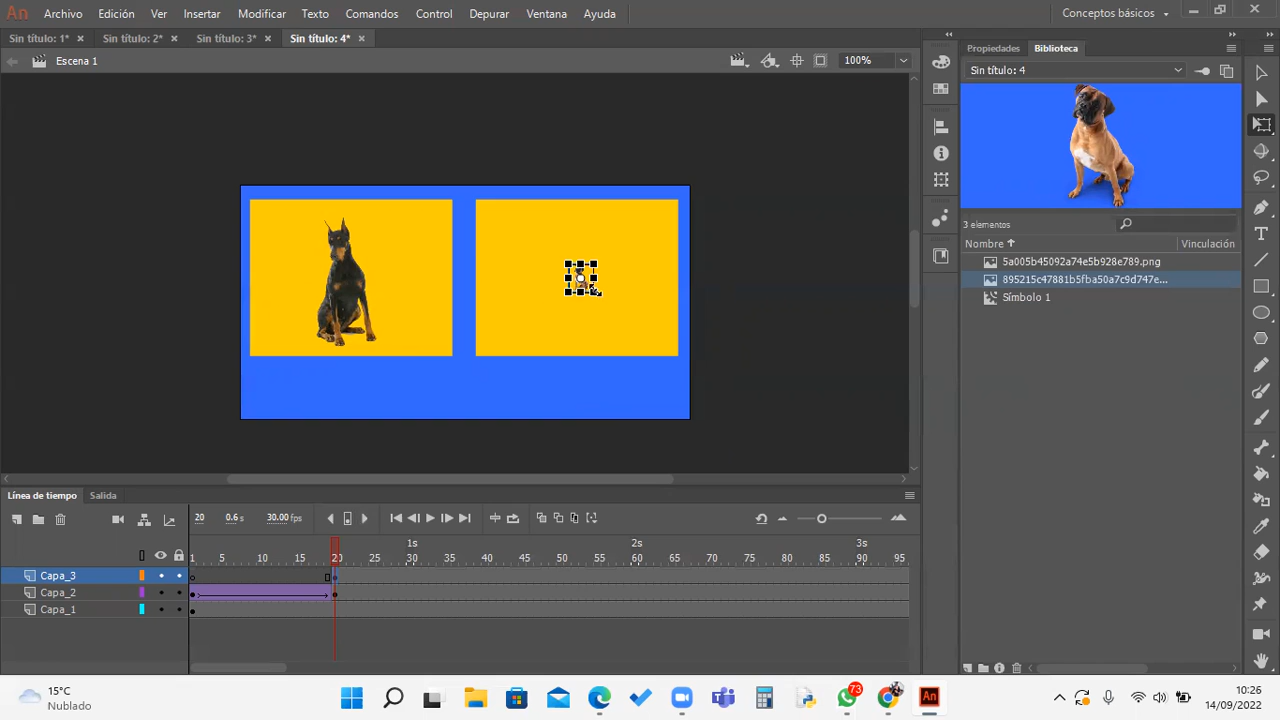 An Archivo Edición Ver Insertar Modificar Texto Comandos Control Depurar Ventana Ayuda Conceptos básicos
Sin título: 1* × Sin título: 2* × Sin título: 3* × Sin título: 4* ×
Propiedades Biblioteca
Escena 1 100%
Sin título: 4
3 elementos
Nombre Vinculación
5a005b45092a74e5b928e789.png
895215c47881b5fba50a7c9d747e...
Símbolo 1
Línea de tiempo Salida
20 0.6 s 30.00 fps
1s 2s 3s
1 5 10 15 20 25 30 35 40 45 50 55 60 65 70 75 80 85 90 95
Capa_3
Capa_2
Capa_1
15°C
Nublado
73
An
10:26
14/09/2022